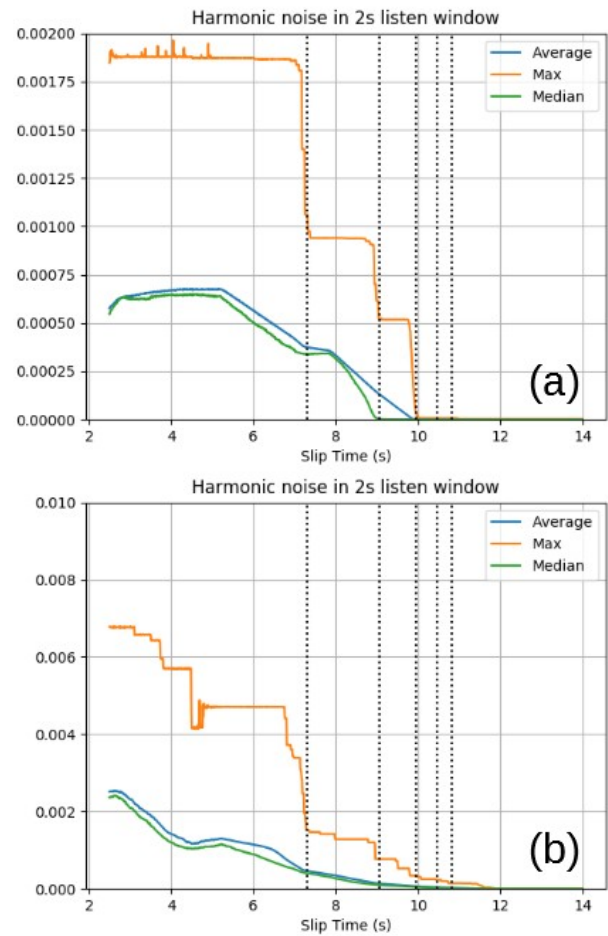 Harmonic noise in 2s listen window
0.00200
Average
Max
Median
0.00175
0.00150
0.00125
0.00100
0.00075
0.00050
0.00025
(a)
0.00000
2 4 6 8 10 12 14
Slip Time (s)
Harmonic noise in 2s listen window
0.010
Average
Max
Median
0.008
0.006
0.004
0.002
(b)
0.000
2 4 6 8 10 12 14
Slip Time (s)